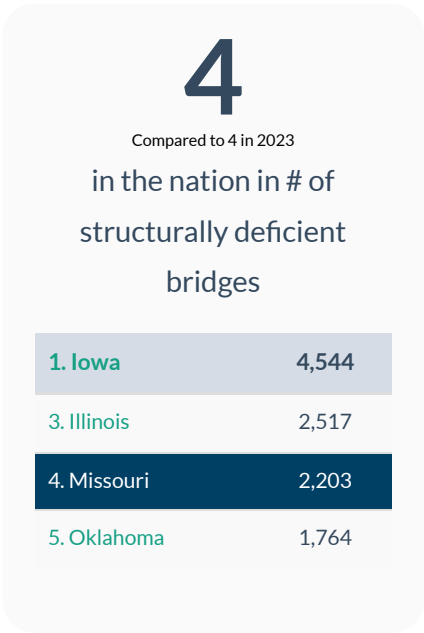 4
Compared to 4 in 2023
in the nation in # of
structurally deficient
bridges
1. Iowa 4,544
3. Illinois 2,517
4. Missouri 2,203
5. Oklahoma 1,764